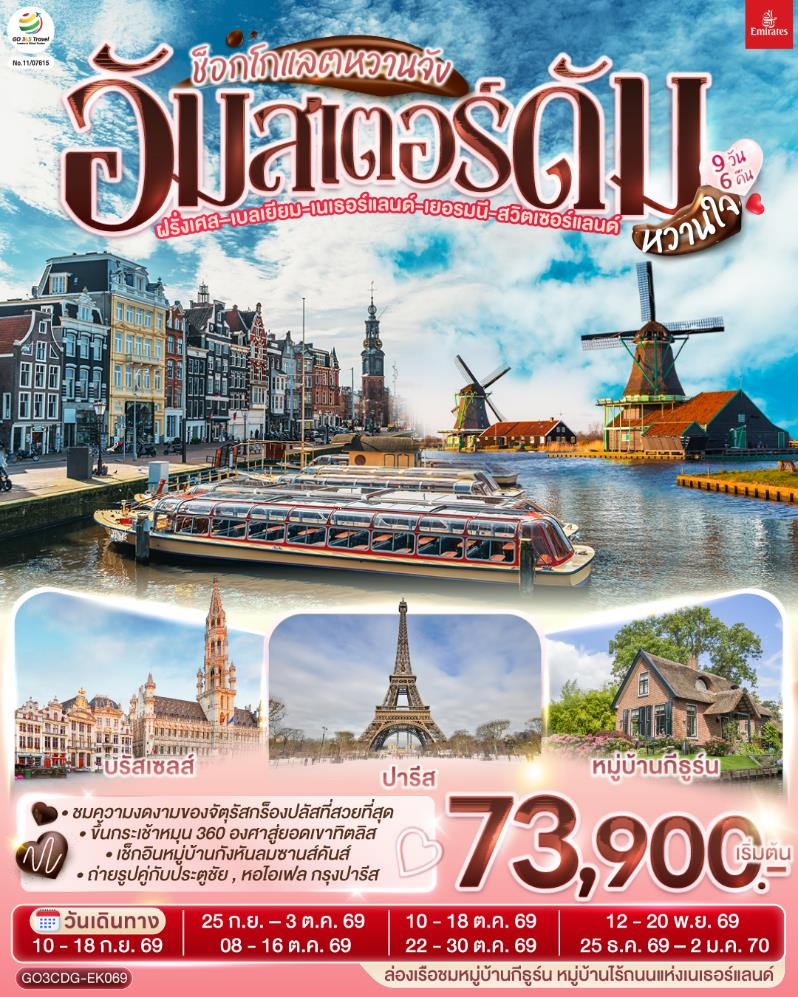 GO 365 Travel
No.11/07615
Emirates
ช็อกโกแลตหวานจัย
อัมสเตอร์ดัม
9 วัน
6 คืน
หวานใจ
ฝรั่งเศส-เบลเยียม-เนเธอร์แลนด์-เยอรมนี-สวิตเซอร์แลนด์
บรัสเซลส์
ปารีส
หมู่บ้านกีธูร์น
• ชมความงดงามของจัตุรัสกร็องปลัสที่สวยที่สุด
• ขึ้นกระเช้าหมุน 360 องศาสู่ยอดเขาทิตลิส
• เช็กอินหมู่บ้านกังหันลมซานส์คันส์
• ถ่ายรูปคู่กับประตูชัย , หอไอเฟล กรุงปารีส
73,900.-
เริ่มต้น
วันเดินทาง
10 - 18 ก.ย. 69
25 ก.ย. – 3 ต.ค. 69
08 - 16 ต.ค. 69
10 - 18 ต.ค. 69
22 - 30 ต.ค. 69
12 - 20 พ.ย. 69
25 ธ.ค. 69 – 2 ม.ค. 70
GO3CDG-EK069
ล่องเรือชมหมู่บ้านกีธูร์น หมู่บ้านไร้ถนนแห่งเนเธอร์แลนด์